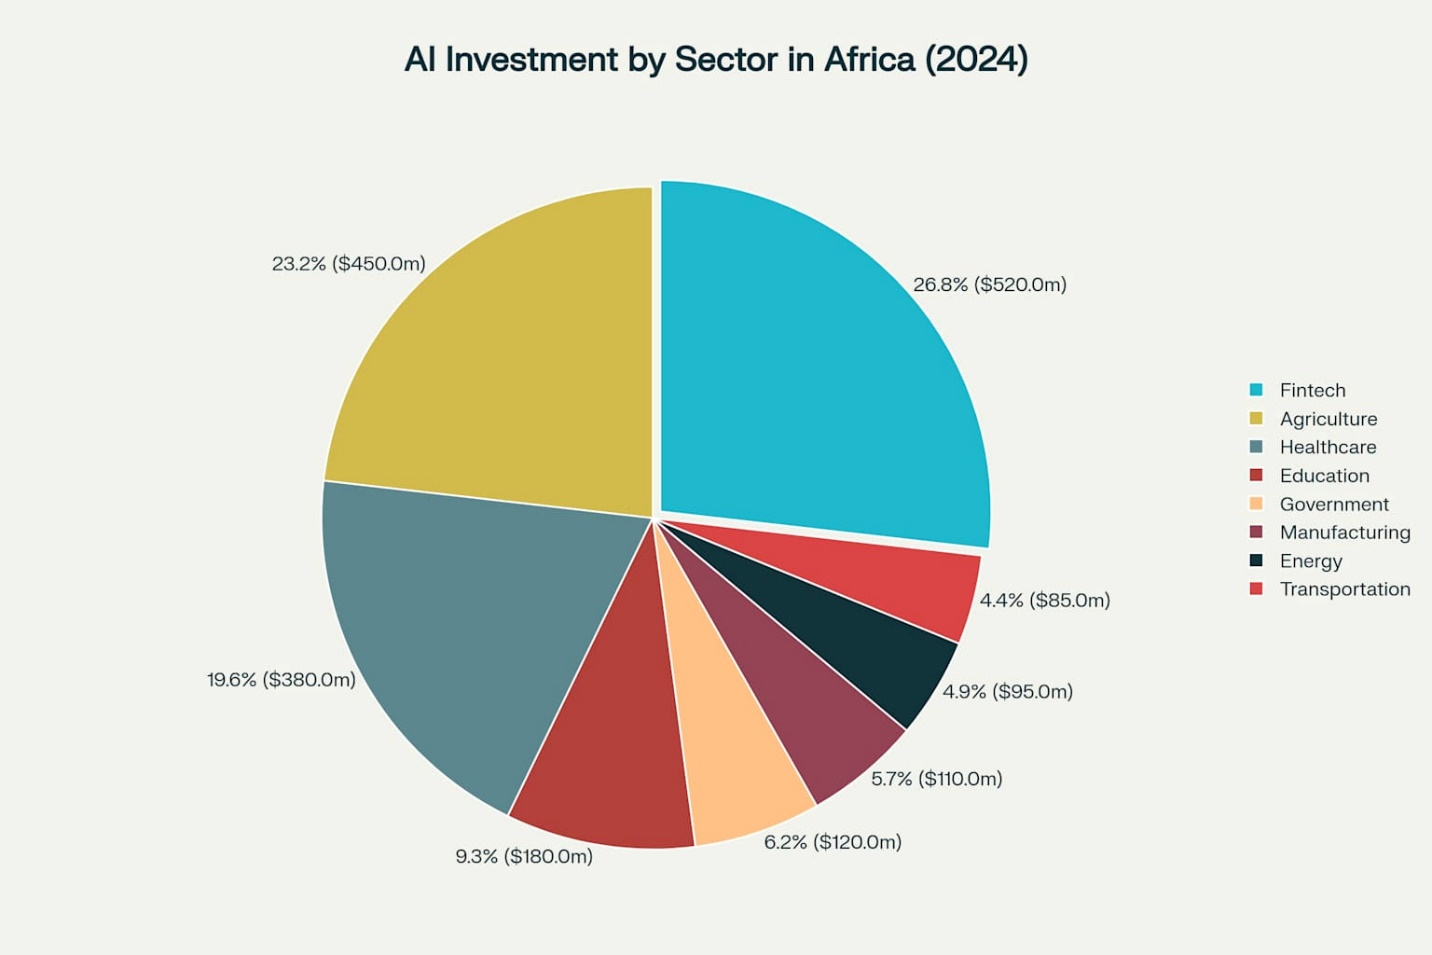 AI Investment by Sector in Africa (2024)
23.2% ($450.0m)
26.8% ($520.0m)
19.6% ($380.0m)
4.4% ($85.0m)
4.9% ($95.0m)
5.7% ($110.0m)
6.2% ($120.0m)
9.3% ($180.0m)
Fintech
Agriculture
Healthcare
Education
Government
Manufacturing
Energy
Transportation